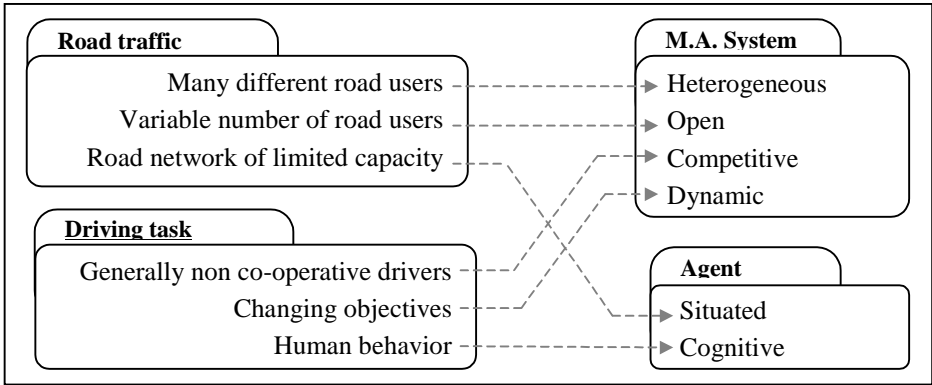 Road traffic
Many different road users
Variable number of road users
Road network of limited capacity
Driving task
Generally non co-operative drivers
Changing objectives
Human behavior
M.A. System
Heterogeneous
Open
Competitive
Dynamic
Agent
Situated
Cognitive